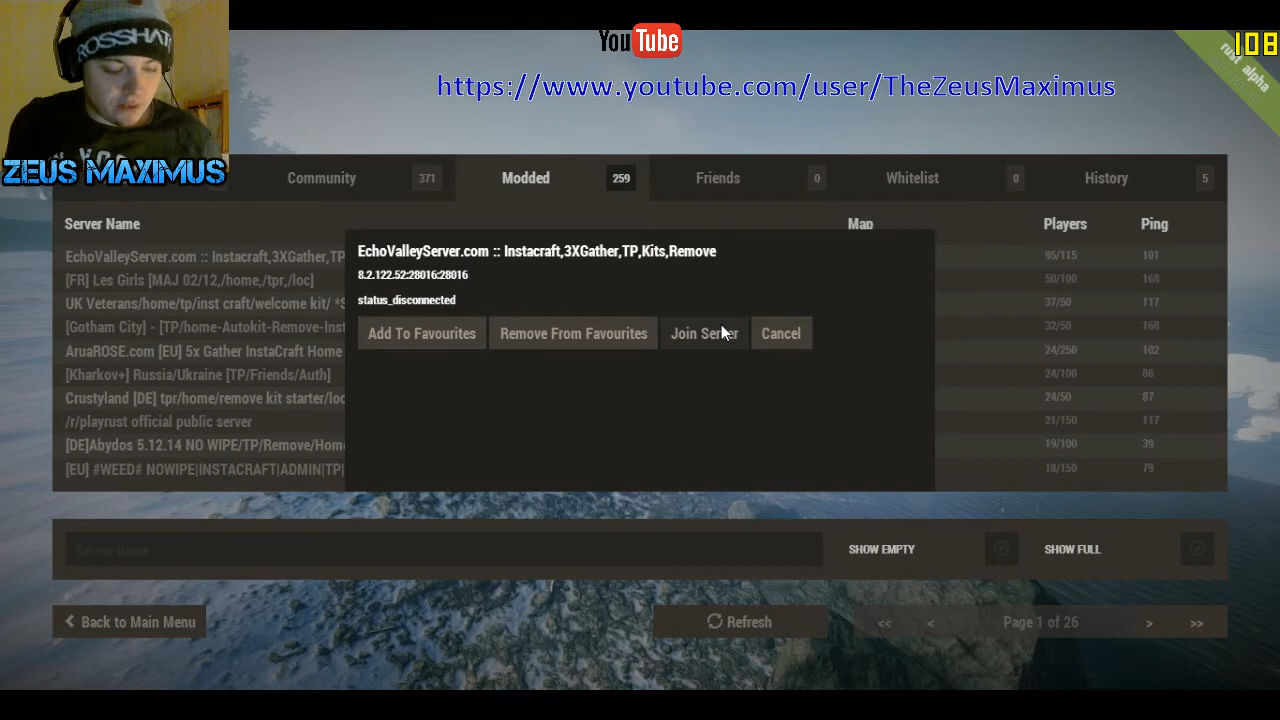 YouTube
108
rust alpha
https://www.youtube.com/user/TheZeusMaximus
ROSSHAT
ZEUS MAXIMUS
Community 371 Modded 259 Friends 0 Whitelist 0 History 5
Server Name Map Players Ping
EchoValleyServer.com :: Instacraft,3XGather,TP 95/115 101
[FR] Les Girls [MAJ 02/12,/home,/tpr,/loc] 50/100 168
UK Veterans/home/tp/inst craft/welcome kit/ *S 37/50 117
[Gotham City] - [TP/home-Autokit-Remove-Inst 32/50 168
AruaROSE.com [EU] 5x Gather InstaCraft Home 24/250 102
[Kharkov+] Russia/Ukraine [TP/Friends/Auth] 24/100 86
Crustyland [DE] tpr/home/remove kit starter/loc 24/50 87
/r/playrust official public server 21/150 117
[DE]Abydos 5.12.14 NO WIPE/TP/Remove/Home 19/100 39
[EU] #WEED# NOWIPE|INSTACRAFT|ADMIN|TP| 18/150 79
EchoValleyServer.com :: Instacraft,3XGather,TP,Kits,Remove
8.2.122.52:28016:28016
status_disconnected
Add To Favourites Remove From Favourites Join Server Cancel
Server name SHOW EMPTY SHOW FULL
Back to Main Menu Refresh << < Page 1 of 26 > >>